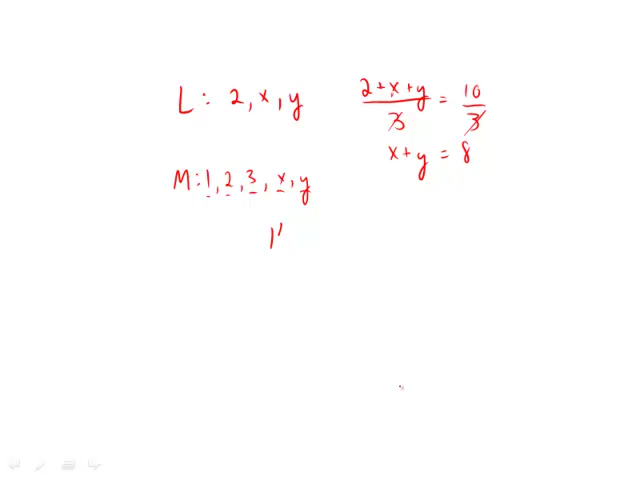 L: 2, x, y
2+x+y/3 = 10/3
x+y = 8
M: 1, 2, 3, x, y